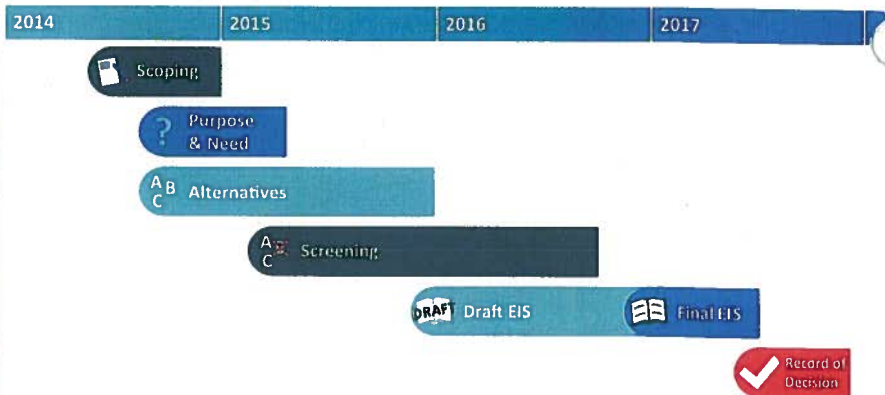 2014 2015 2016 2017
Scoping
?
Purpose
& Need
A B
C
Alternatives
A
C
Screening
DRAFT
Draft EIS
Final EIS
Record of
Decision